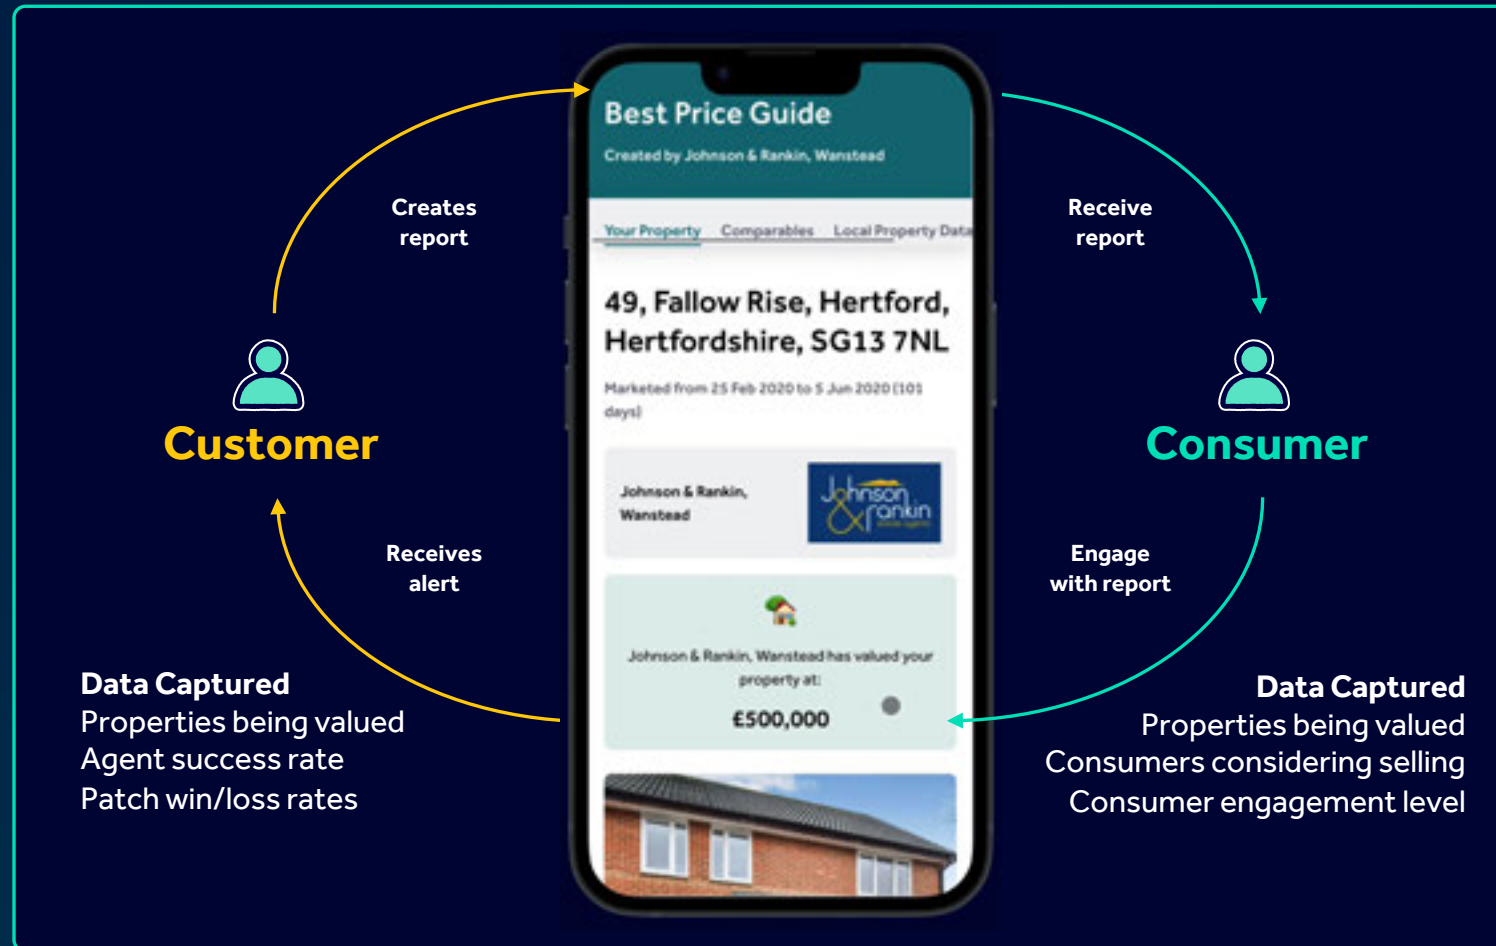 Best Price Guide
Created by Johnson & Rankin, Wanstead
Your Property Comparables Local Property Data
49, Fallow Rise, Hertford,
Hertfordshire, SG13 7NL
Marketed from 25 Feb 2020 to 5 Jun 2020 (101
days)
Johnson & Rankin,
Wanstead
Johnson
& rankin
Johnson & Rankin, Wanstead has valued your
property at:
£500,000
Creates
report
Customer
Receives
alert
Data Captured
Properties being valued
Agent success rate
Patch win/loss rates
Receive
report
Consumer
Engage
with report
Data Captured
Properties being valued
Consumers considering selling
Consumer engagement level